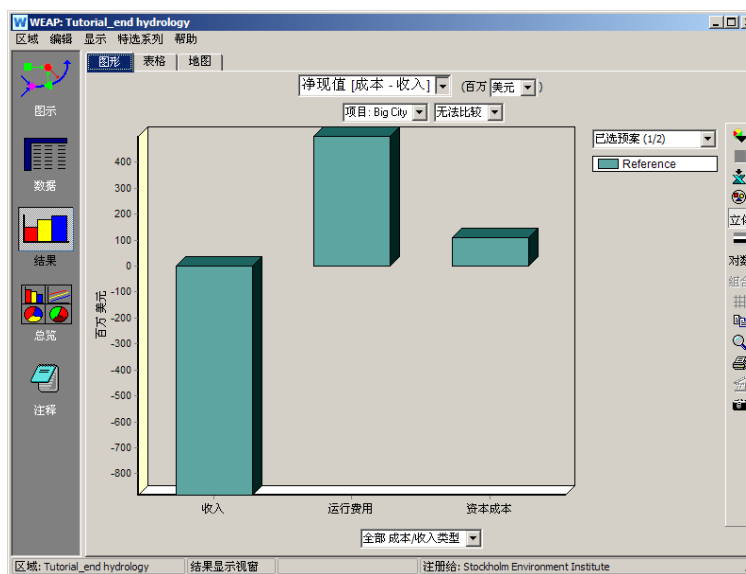 WEAP: Tutorial_end hydrology
区域 编辑 显示 特选系列 帮助
图形 表格 地图
净现值 [成本 - 收入] (百万 美元 )
项目: Big City 无法比较
已选预案 (1/2)
Reference
图示
数据
结果
总览
注释
400
300
200
100
0
-100
-200
-300
-400
-500
-600
-700
-800
百万 美元
收入 运行费用 资本成本
全部 成本/收入类型
对数
区域: Tutorial_end hydrology 结果显示视窗 注册给: Stockholm Environment Institute